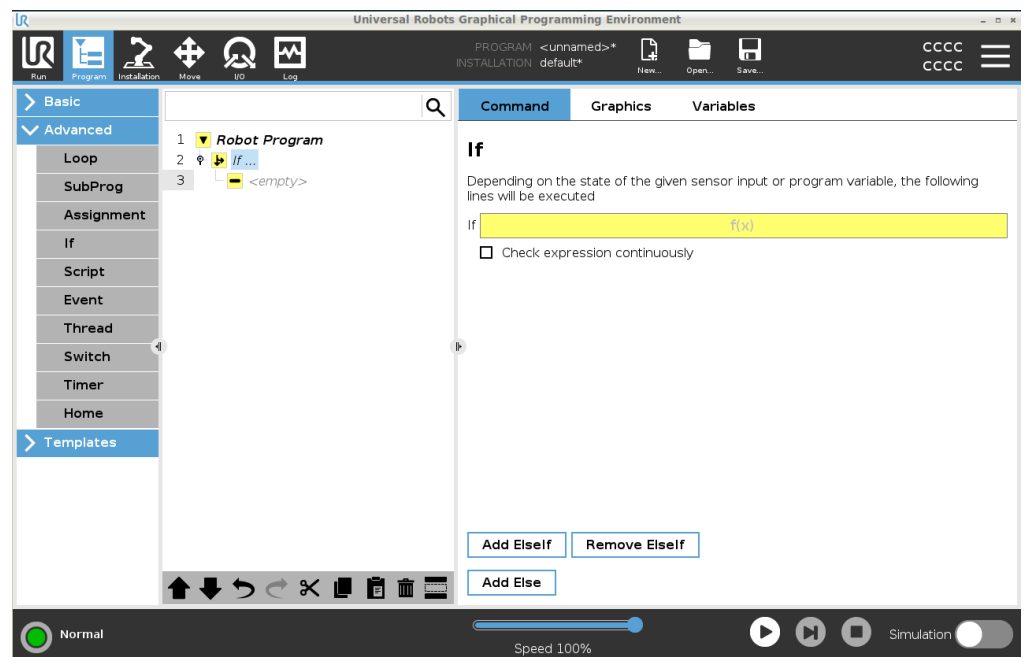 Universal Robots Graphical Programming Environment
UR
Run
Program
Installation
Move
I/O
Log
PROGRAM <unnamed>*
INSTALLATION default*
New...
Open...
Save...
CCCC
CCCC
Basic
Advanced
Loop
SubProg
Assignment
If
Script
Event
Thread
Switch
Timer
Home
Templates
1 Robot Program
2 If ...
3 <empty>
Command Graphics Variables
If
Depending on the state of the given sensor input or program variable, the following
lines will be executed
If f(x)
Check expression continuously
Add ElseIf Remove ElseIf
Add Else
Normal
Speed 100%
Simulation